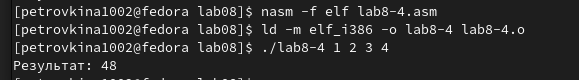 [petrovkina1002@fedora lab08]$ nasm -f elf lab8-4.asm
[petrovkina1002@fedora lab08]$ ld -m elf_i386 -o lab8-4 lab8-4.o
[petrovkina1002@fedora lab08]$ ./lab8-4 1 2 3 4
Результат: 48